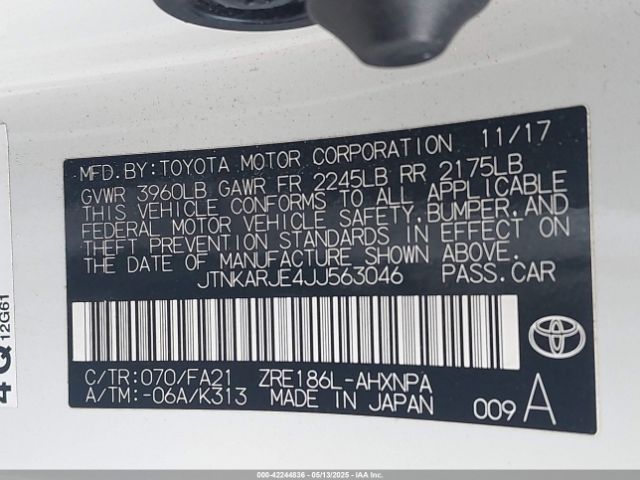 MFD. BY: TOYOTA MOTOR CORPORATION 11/17
GVWR 3960LB GAWR FR 2245LB RR 2175LB
THIS VEHICLE CONFORMS TO ALL APPLICABLE
FEDERAL MOTOR VEHICLE SAFETY, BUMPER, AND
THEFT PREVENTION STANDARDS IN EFFECT ON
THE DATE OF MANUFACTURE SHOWN ABOVE.
JTNKARJE4JJ563046 PASS. CAR
C/TR: 070/FA21 ZRE186L-AHXNPA
A/TM: -06A/K313 MADE IN JAPAN 009 A
4Q 12G61
000-42244836 | 05/13/2025 - IAA, Inc.